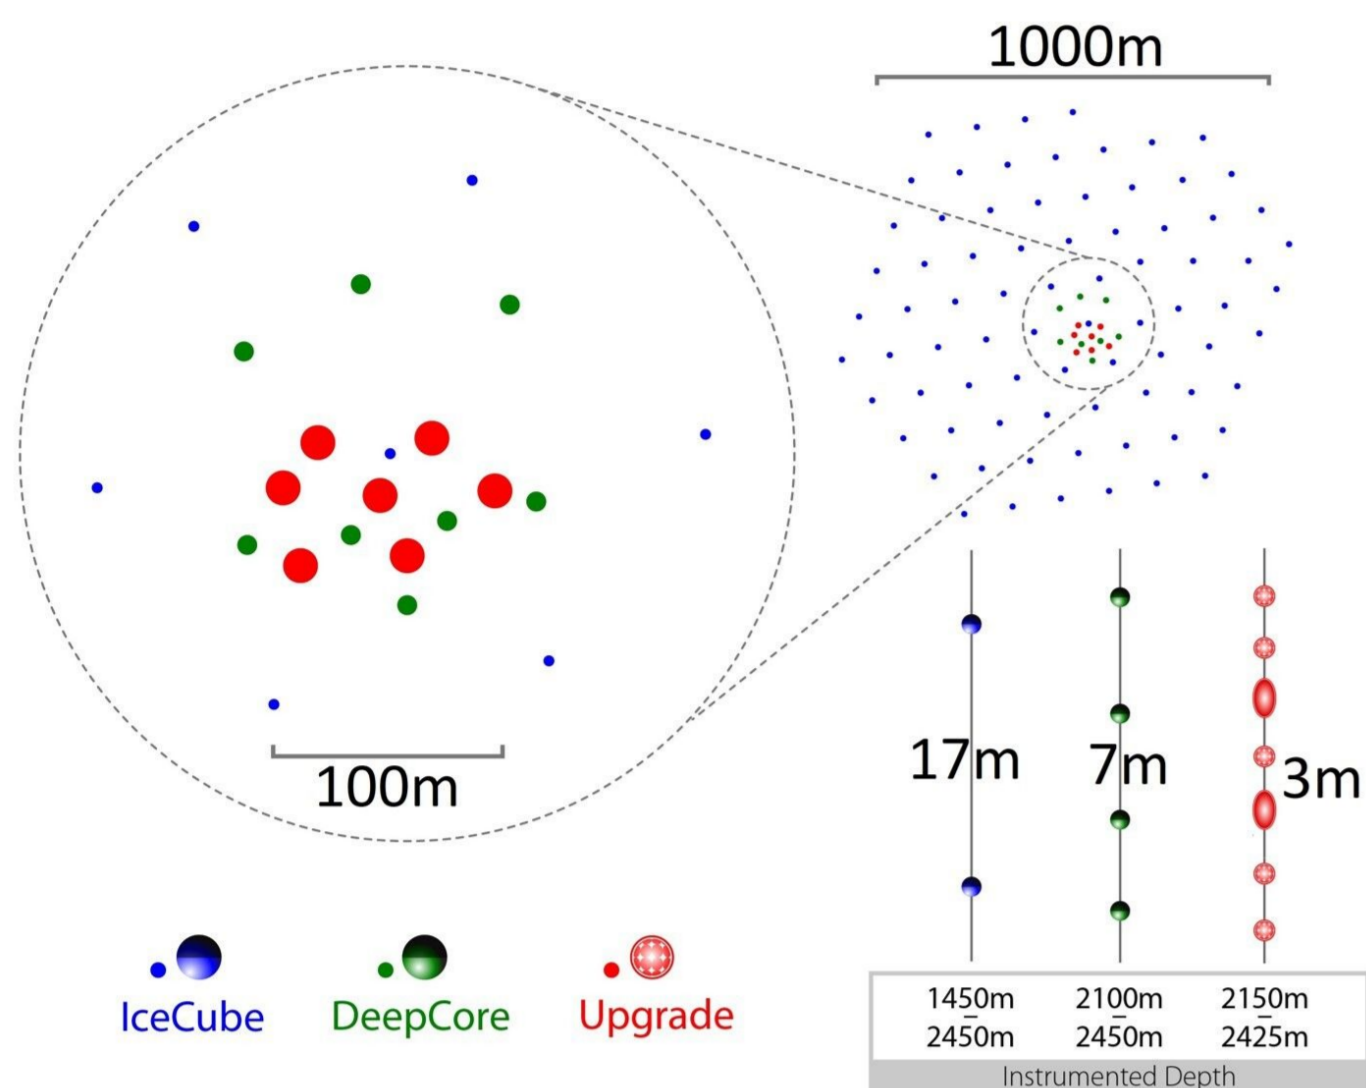 1000m
100m
17m
7m
3m
IceCube
DeepCore
Upgrade
1450m
–
2450m
2100m
–
2450m
2150m
–
2425m
Instrumented Depth